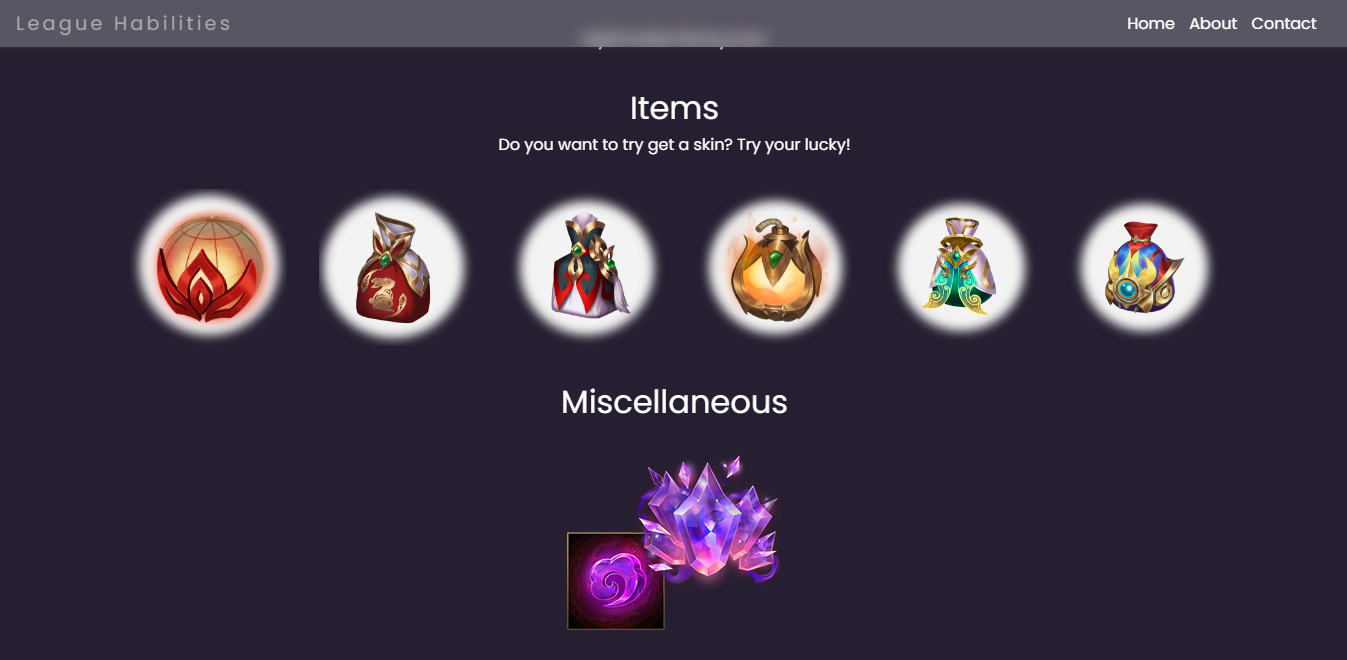 League Habilities
Home About Contact
Items
Do you want to try get a skin? Try your lucky!
Miscellaneous